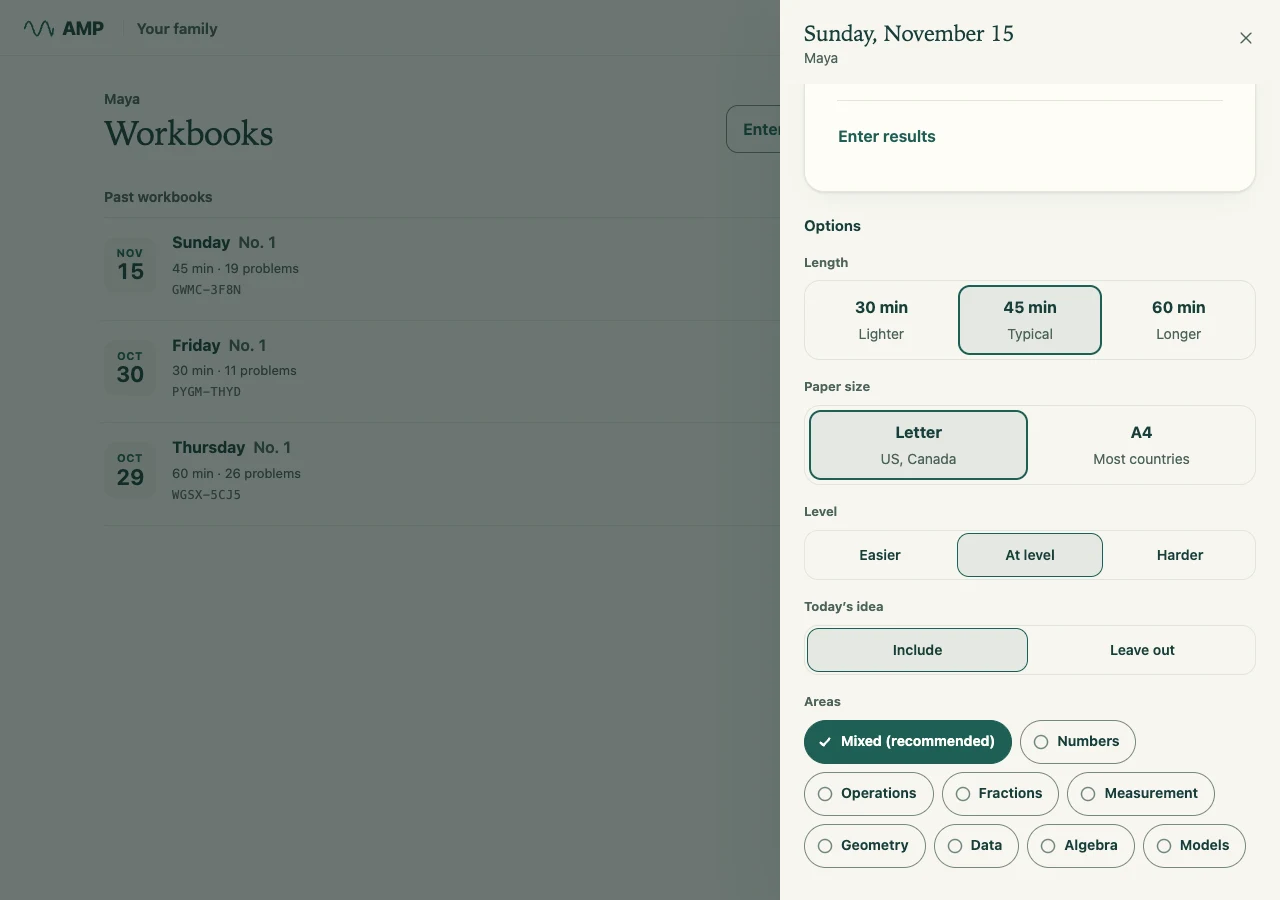 AMP
Your family
Maya
Workbooks
Past workbooks
NOV
15
Sunday No. 1
45 min · 19 problems
GWMC-3F8N
OCT
30
Friday No. 1
30 min · 11 problems
PYGM-THYD
OCT
29
Thursday No. 1
60 min · 26 problems
WGSX-5CJ5
Sunday, November 15
Maya
Enter results
Options
Length
30 min
Lighter
45 min
Typical
60 min
Longer
Paper size
Letter
US, Canada
A4
Most countries
Level
Easier
At level
Harder
Today's idea
Include
Leave out
Areas
Mixed (recommended)
Numbers
Operations
Fractions
Measurement
Geometry
Data
Algebra
Models